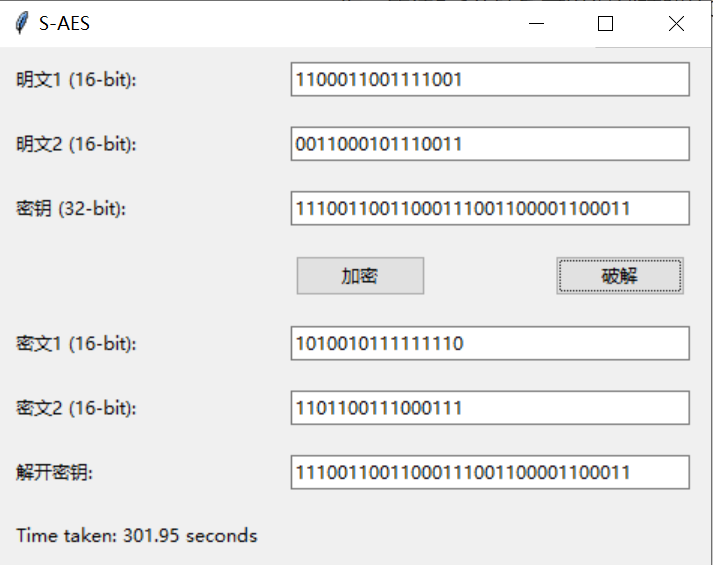 S-AES
明文1 (16-bit): 1100011001111001
明文2 (16-bit): 0011000101110011
密钥 (32-bit): 11100110011000111001100001100011
加密 破解
密文1 (16-bit): 1010010111111110
密文2 (16-bit): 1101100111000111
解开密钥: 11100110011000111001100001100011
Time taken: 301.95 seconds